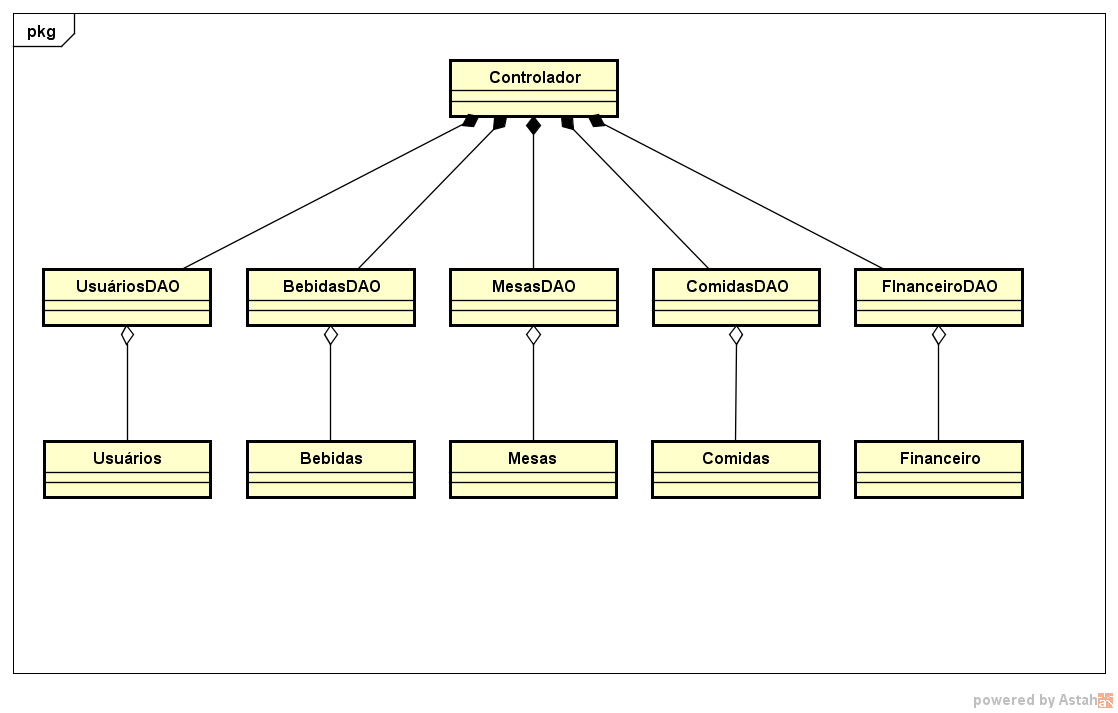 pkg
Controlador
UsuáriosDAO
BebidasDAO
MesasDAO
ComidasDAO
FInanceiroDAO
Usuários
Bebidas
Mesas
Comidas
Financeiro
powered by Astah